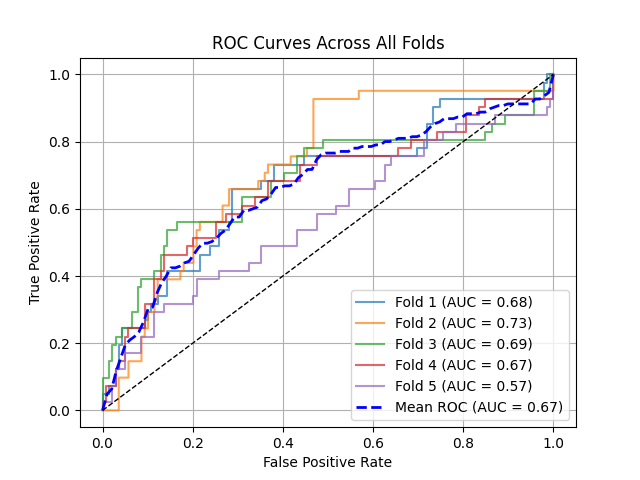 ROC Curves Across All Folds
True Positive Rate
1.0
0.8
0.6
0.4
0.2
0.0
Fold 1 (AUC = 0.68)
Fold 2 (AUC = 0.73)
Fold 3 (AUC = 0.69)
Fold 4 (AUC = 0.67)
Fold 5 (AUC = 0.57)
Mean ROC (AUC = 0.67)
0.0 0.2 0.4 0.6 0.8 1.0
False Positive Rate